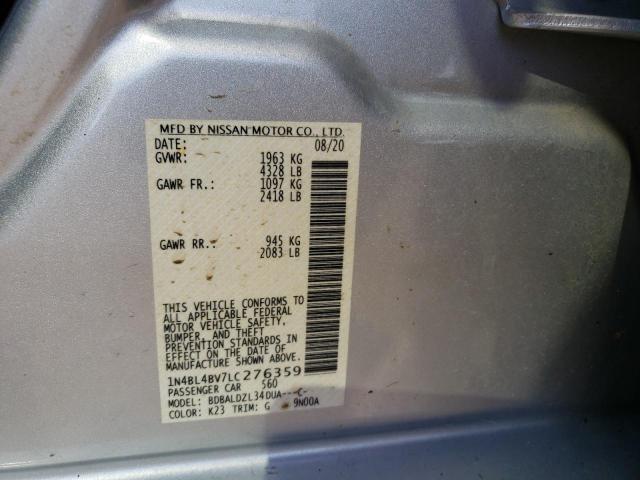 MFD BY NISSAN MOTOR CO., LTD.
DATE: 08/20
GVWR: 1963 KG
4328 LB
GAWR FR.: 1097 KG
2418 LB
GAWR RR.: 945 KG
2083 LB
THIS VEHICLE CONFORMS TO
ALL APPLICABLE FEDERAL
MOTOR VEHICLE SAFETY,
BUMPER, AND THEFT
PREVENTION STANDARDS IN
EFFECT ON THE DATE OF
MANUFACTURE SHOWN ABOVE.
1N4BL4BV7LC276359
PASSENGER CAR 560
MODEL: BDBALDZL34DUA---C-
COLOR: K23 TRIM: G 9N00A